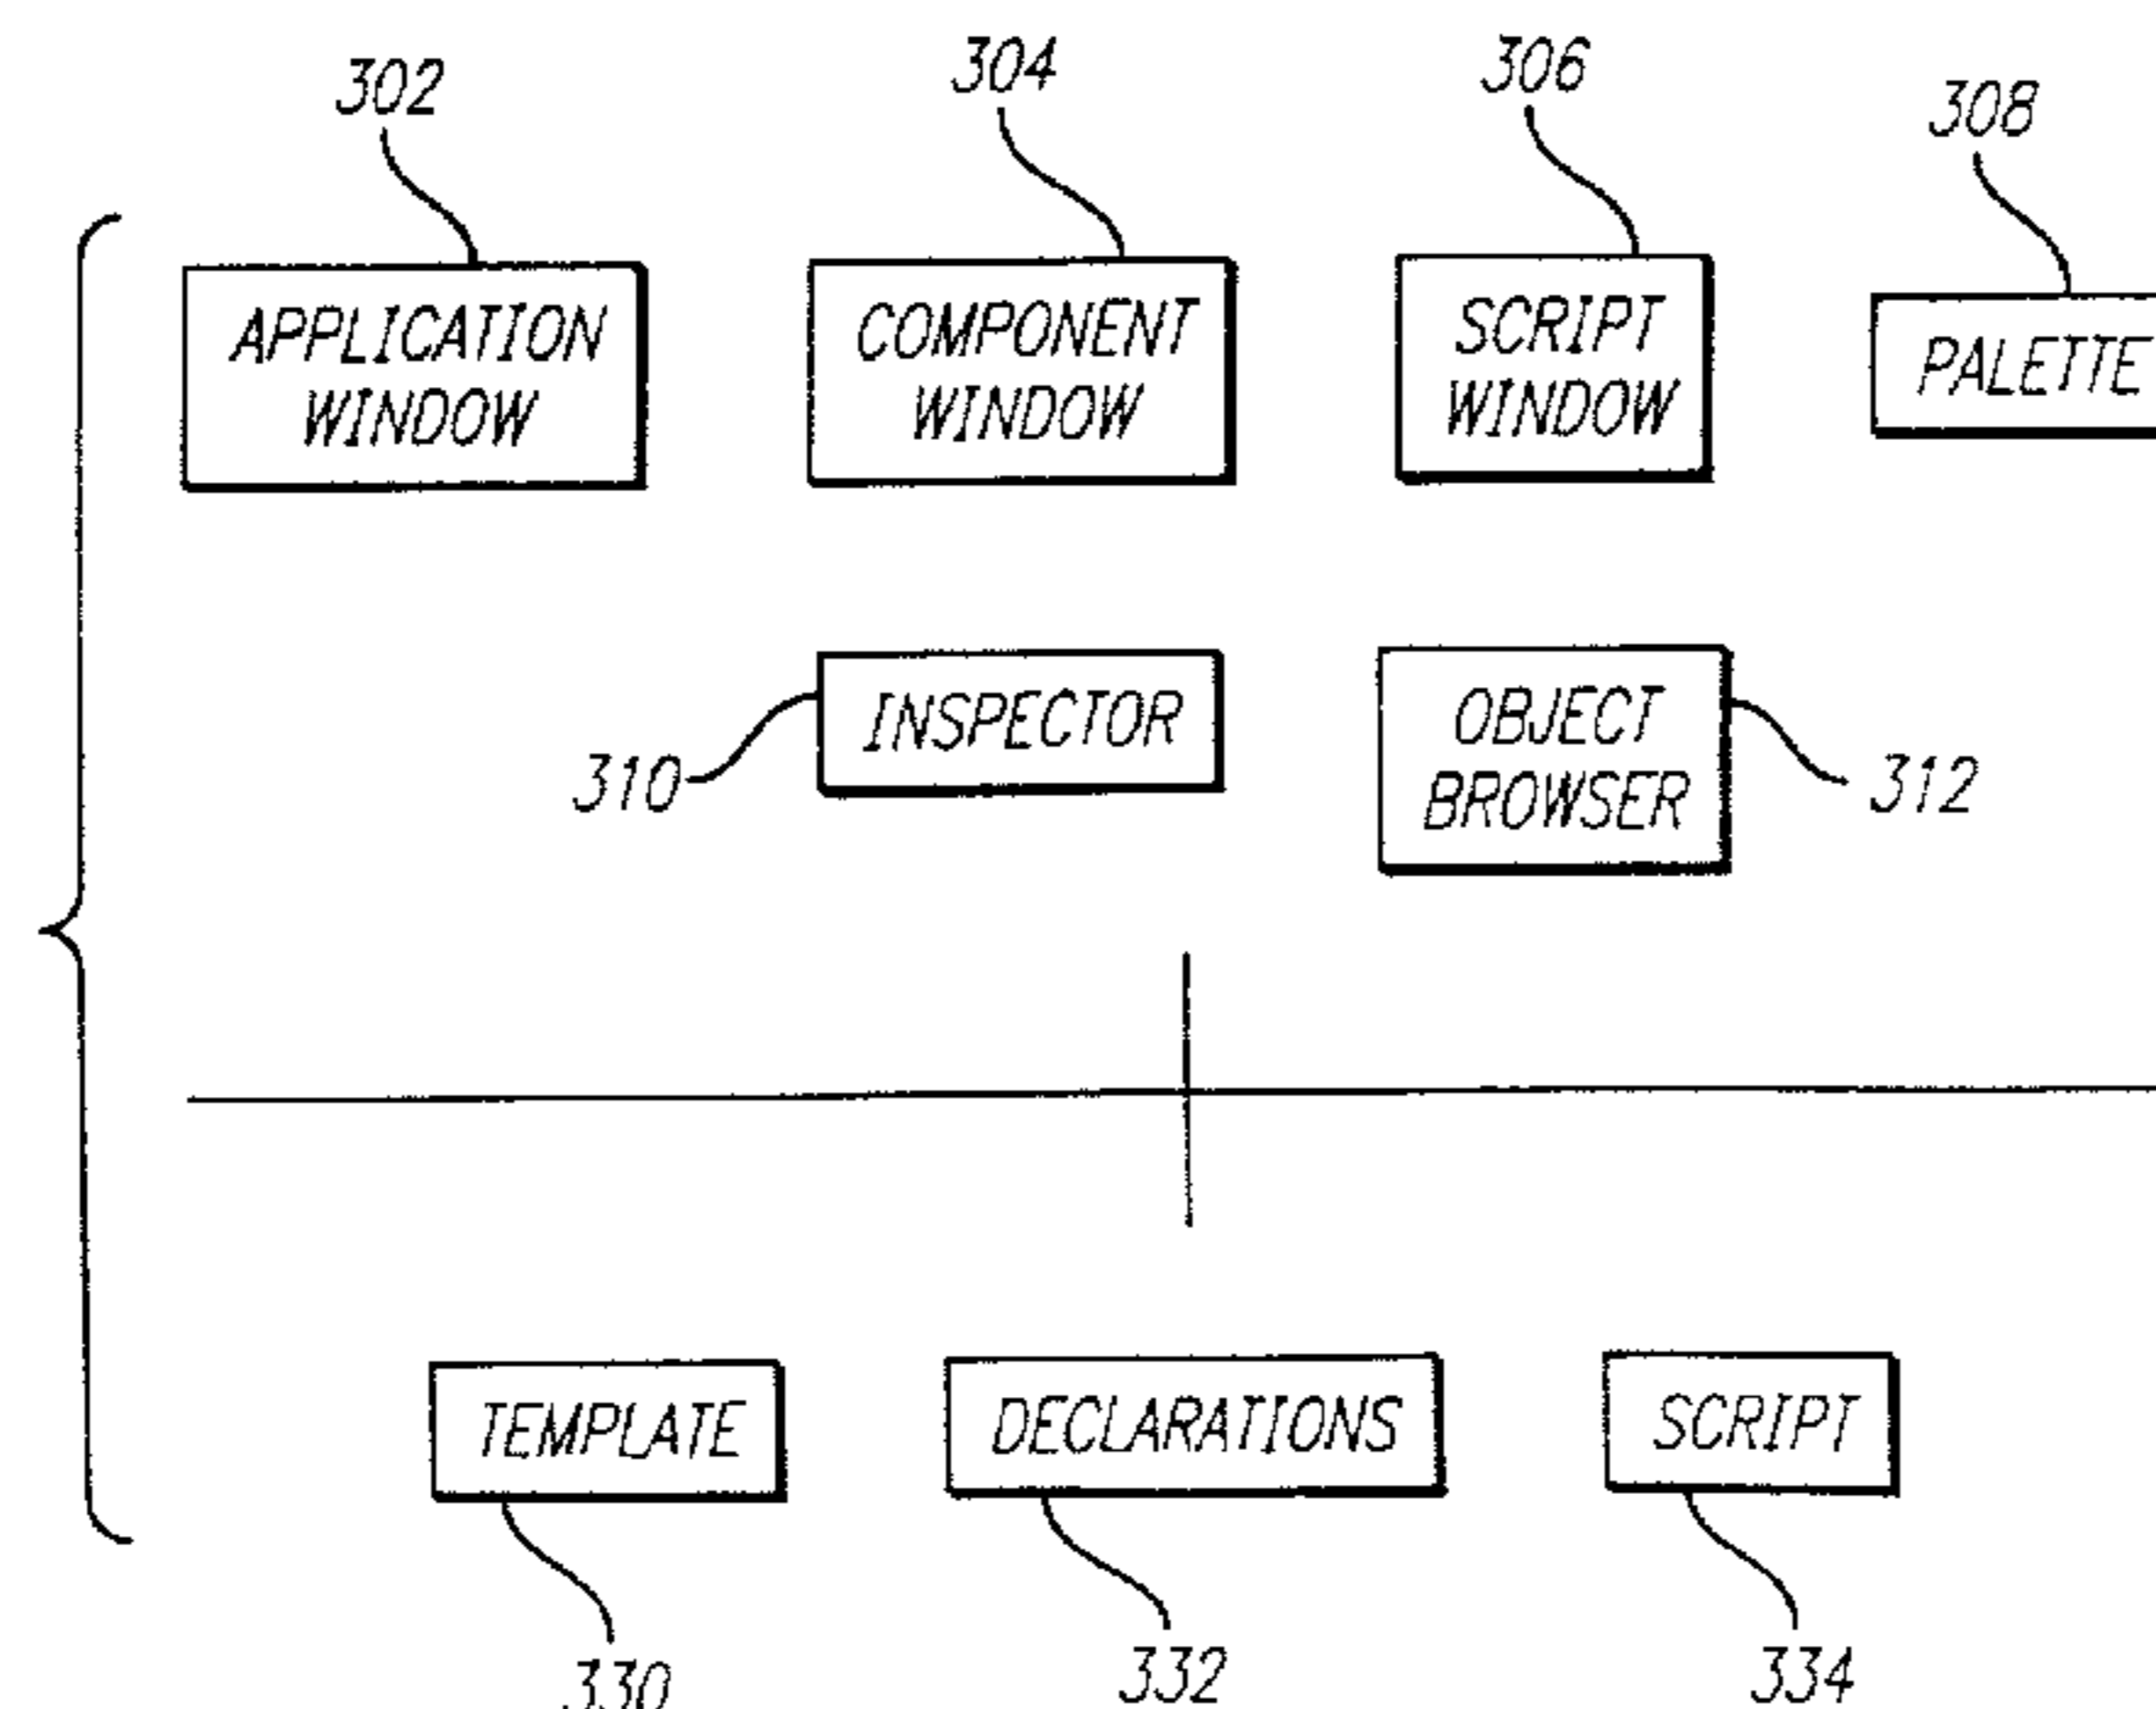 302
304
306
308
APPLICATION
WINDOW
COMPONENT
WINDOW
SCRIPT
WINDOW
PALETTE
INSPECTOR
OBJECT
BROWSER
310
312
TEMPLATE
DECLARATIONS
SCRIPT
330
332
334